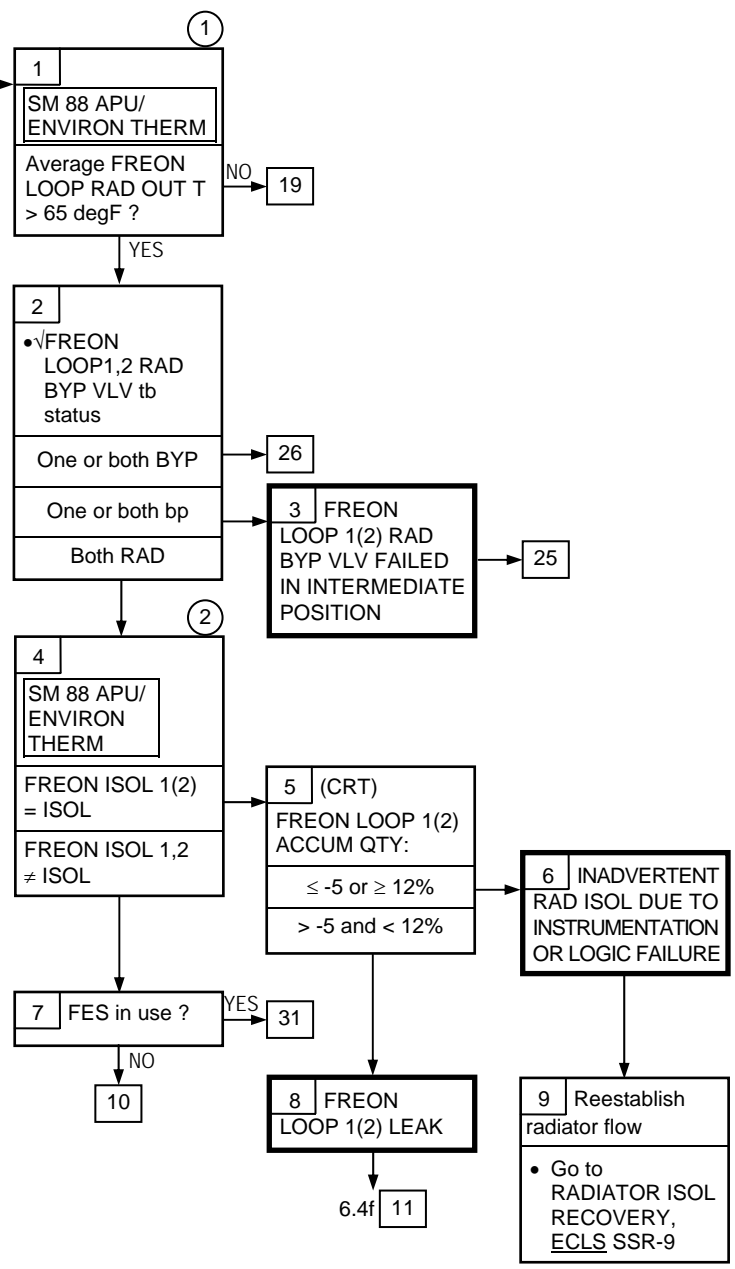 1
1
SM 88 APU/
ENVIRON THERM
Average FREON
LOOP RAD OUT T
> 65 degF ?
NO
19
YES
2
•√FREON
LOOP1,2 RAD
BYP VLV tb
status
One or both BYP
26
One or both bp
Both RAD
3 FREON
LOOP 1(2) RAD
BYP VLV FAILED
IN INTERMEDIATE
POSITION
25
2
4
SM 88 APU/
ENVIRON
THERM
FREON ISOL 1(2)
= ISOL
FREON ISOL 1,2
≠ ISOL
5 (CRT)
FREON LOOP 1(2)
ACCUM QTY:
≤ -5 or ≥ 12%
> -5 and < 12%
6 INADVERTENT
RAD ISOL DUE TO
INSTRUMENTATION
OR LOGIC FAILURE
7 FES in use ?
YES
31
NO
10
8 FREON
LOOP 1(2) LEAK
6.4f 11
9 Reestablish
radiator flow
• Go to
RADIATOR ISOL
RECOVERY,
ECLS SSR-9